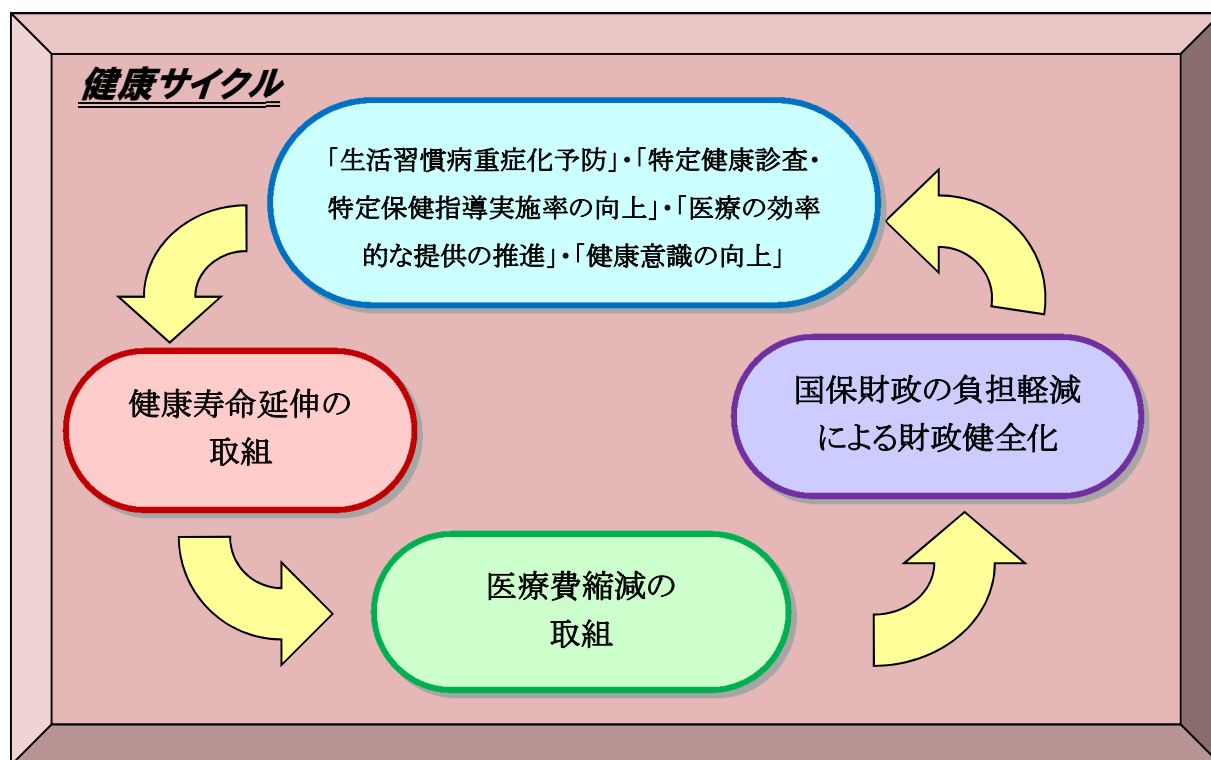 健康サイクル
「生活習慣病重症化予防」・「特定健康診査・
特定保健指導実施率の向上」・「医療の効率
的な提供の推進」・「健康意識の向上」
健康寿命延伸の
取組
国保財政の負担軽減
による財政健全化
医療費縮減の
取組